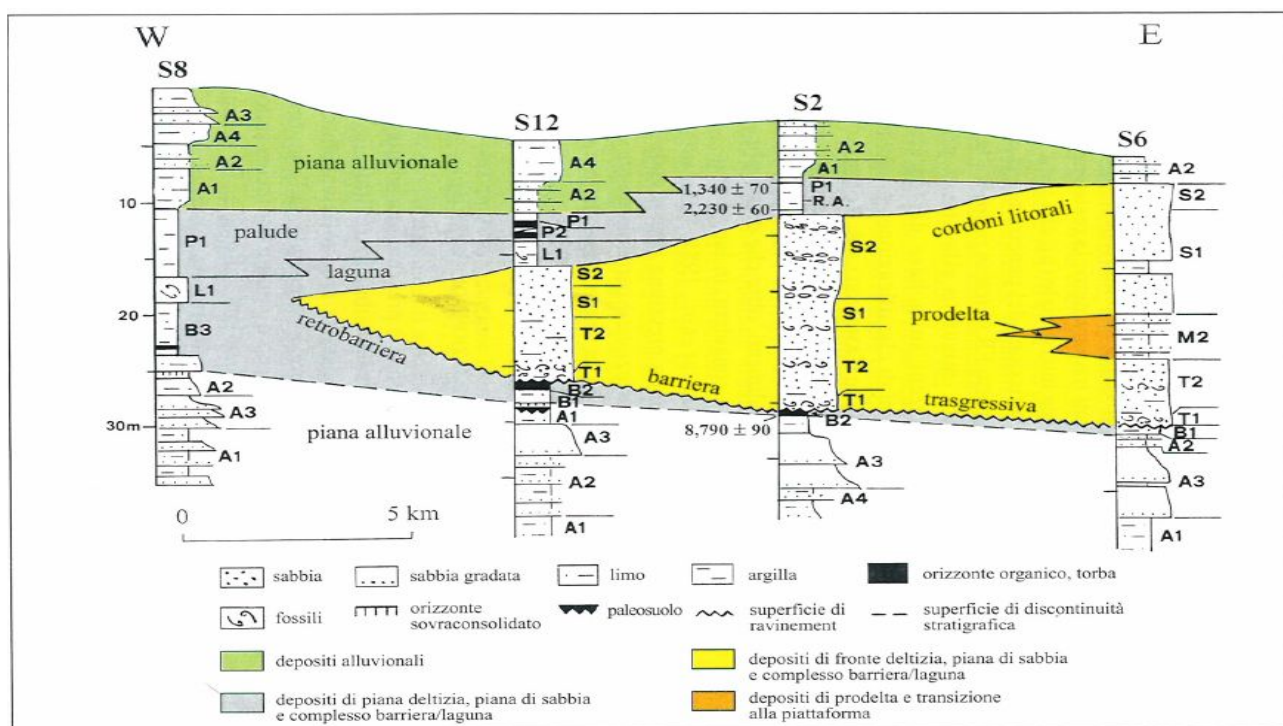 W
E
S8
S12
S2
S6
A3
A4
A2
A1
P1
L1
B3
A2
A3
A1
10
20
30m
piana alluvionale
palude
laguna
retrobarriera
piana alluvionale
A4
A2
P1
P2
L1
S2
S1
T2
T1
B2
B1
A1
A3
A2
A1
barriera
1,340 ± 70
2,230 ± 60
8,790 ± 90
A2
A1
P1
R.A.
S2
S1
T2
T1
B2
A3
A4
cordoni litorali
prodelta
trasgressiva
A2
S2
S1
M2
T2
T1
B1
A2
A3
A1
0 5 km
sabbia sabbia gradata limo argilla orizzonte organico, torba
fossili orizzonte sovraconsolidato paleosuolo superficie di ravinement superficie di discontinuità stratigrafica
depositi alluvionali
depositi di fronte deltizia, piana di sabbia
e complesso barriera/laguna
depositi di piana deltizia, piana di sabbia
e complesso barriera/laguna
depositi di prodelta e transizione
alla piattaforma